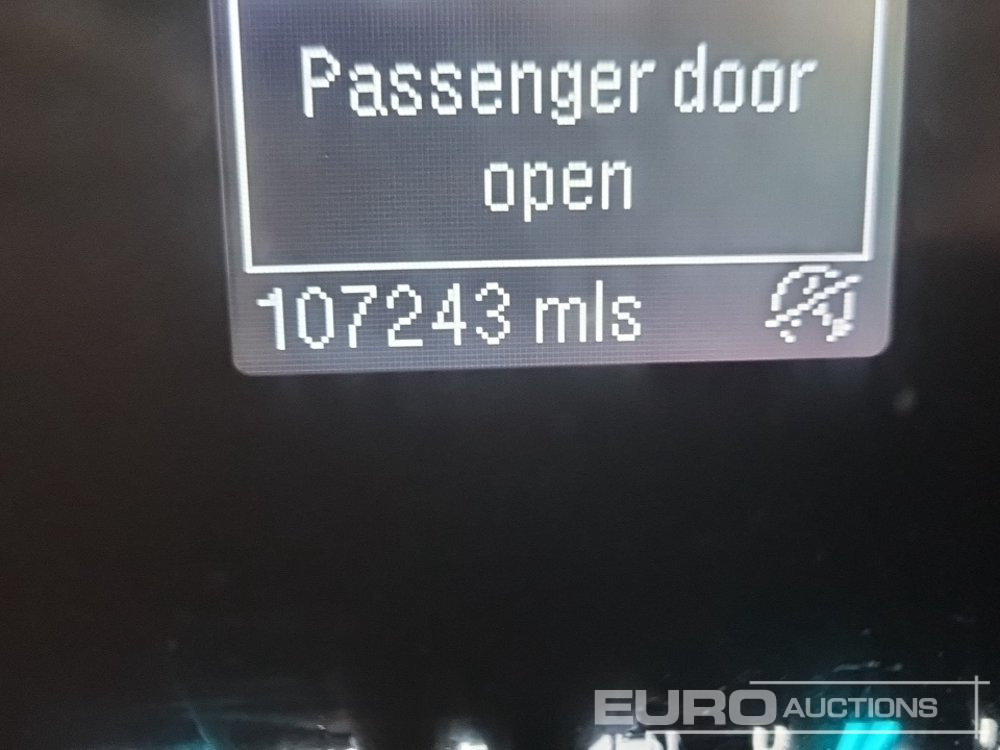 Passenger door
open
107243 mls
EURO AUCTIONS